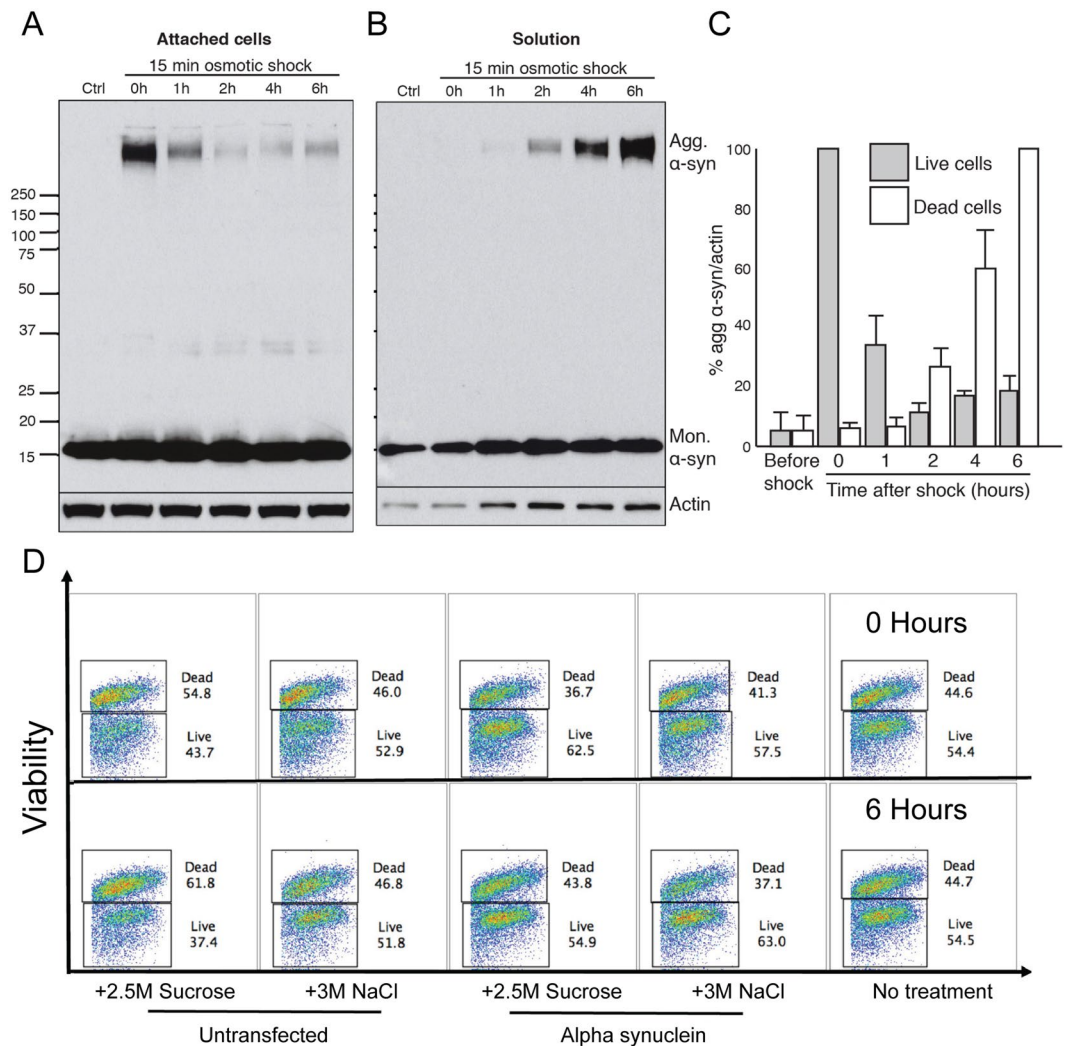 A
Attached cells
15 min osmotic shock
Ctrl 0h 1h 2h 4h 6h
250
150
100
75
50
37
25
20
15
B
Solution
15 min osmotic shock
Ctrl 0h 1h 2h 4h 6h
Agg.
α-syn
Mon.
α-syn
Actin
C
% agg α-syn/actin
100
80
60
40
20
0
Live cells
Dead cells
Before
shock
0 1 2 4 6
Time after shock (hours)
D
Viability
0 Hours
Dead
54.8
Live
43.7
Dead
46.0
Live
52.9
Dead
36.7
Live
62.5
Dead
41.3
Live
57.5
Dead
44.6
Live
54.4
6 Hours
Dead
61.8
Live
37.4
Dead
46.8
Live
51.8
Dead
43.8
Live
54.9
Dead
37.1
Live
63.0
Dead
44.7
Live
54.5
+2.5M Sucrose +3M NaCl +2.5M Sucrose +3M NaCl No treatment
Untransfected Alpha synuclein